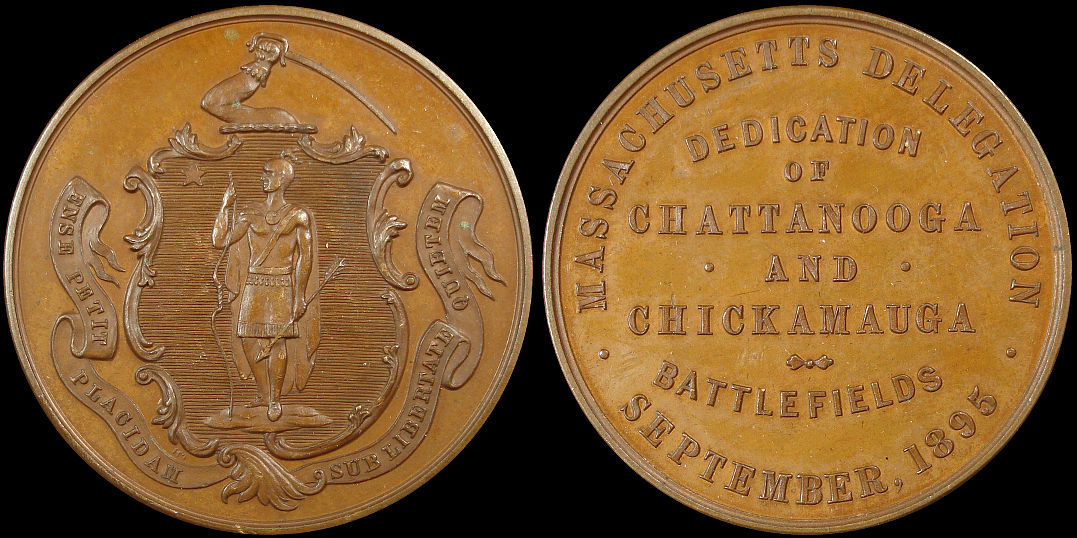 ENSE PETIT PLACIDAM
SUB LIBERTATE QUIETEM
MASSACHUSETTS DELEGATION
DEDICATION
OF
CHATTANOOGA
· AND ·
CHICKAMAUGA
BATTLEFIELDS
· SEPTEMBER, 1895 ·